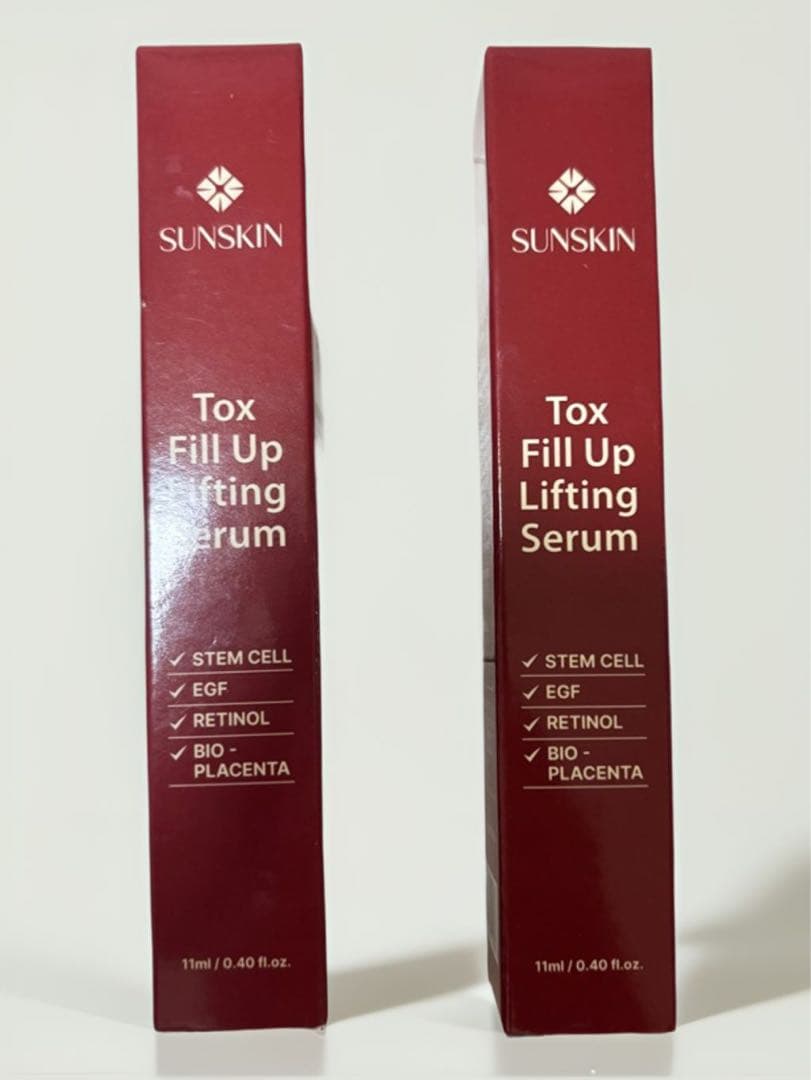 SUNSKIN
Tox
Fill Up
Lifting
Serum
STEM CELL
EGF
RETINOL
BIO -
PLACENTA
11ml / 0.40 fl.oz.
SUNSKIN
Tox
Fill Up
Lifting
Serum
STEM CELL
EGF
RETINOL
BIO -
PLACENTA
11ml / 0.40 fl.oz.